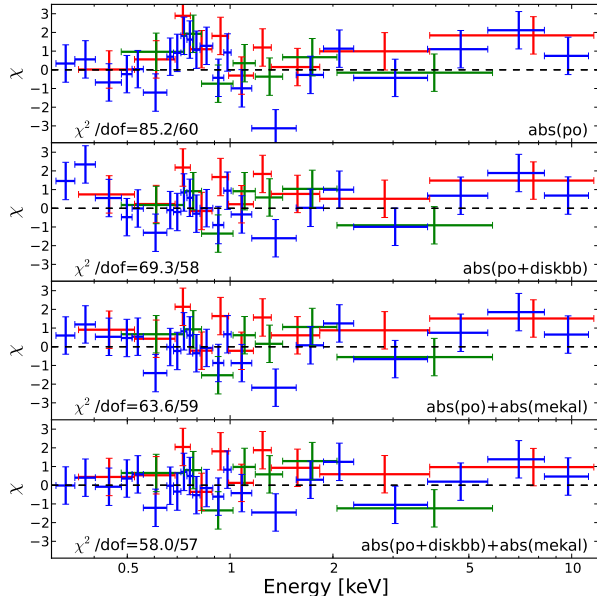 3
2
1
0
−1
−2
−3
χ
χ² /dof=85.2/60
abs(po)
3
2
1
0
−1
−2
−3
χ
χ² /dof=69.3/58
abs(po+diskbb)
3
2
1
0
−1
−2
−3
χ
χ² /dof=63.6/59
abs(po)+abs(mekal)
3
2
1
0
−1
−2
−3
χ
χ² /dof=58.0/57
abs(po+diskbb)+abs(mekal)
0.5 1 2 5 10
Energy [keV]